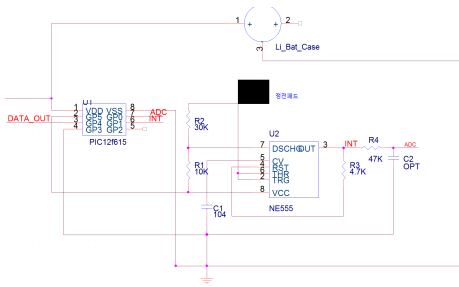 1
2
3
Li_Bat_Case
정전패드
U1
1
2
3
4
VDD
GP5
GP4
GP3
VSS
GP0
GP1
GP2
8
7
6
5
ADC
INT
DATA_OUT
PIC12f615
R2
30K
R1
10K
U2
7
5
4
6
2
8
DSCHG
CV
RST
THR
TRG
VCC
OUT
3
NE555
INT
R4
47K
ADC
R3
4.7K
C2
OPT
C1
104